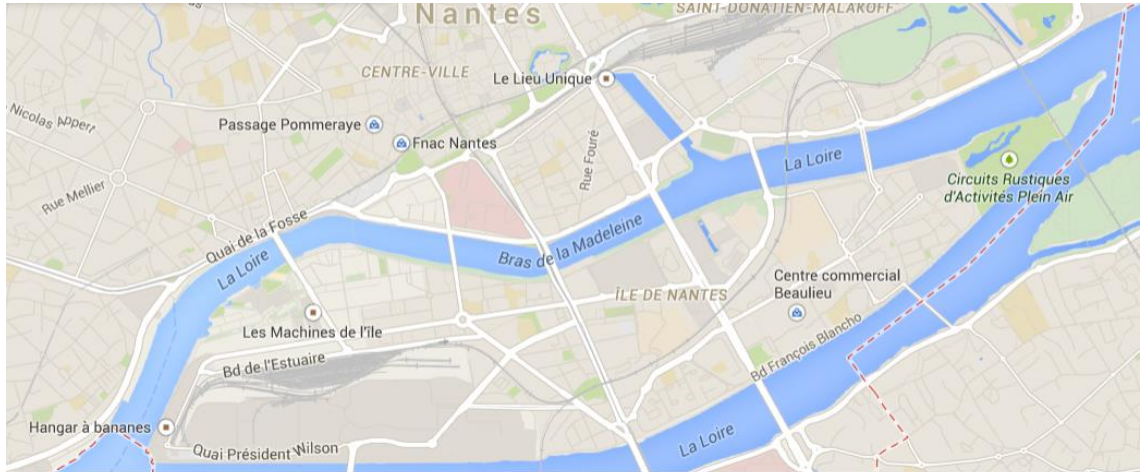 Nantes
SAINT-DONATIEN-MALAKOFF
CENTRE-VILLE
Le Lieu Unique
Nicolas Appert
Passage Pommeraye
Fnac Nantes
Rue Fouré
La Loire
Circuits Rustiques
d'Activités Plein Air
Rue Mellier
Quai de la Fosse
La Loire
Bras de la Madeleine
Centre commercial
Beaulieu
ÎLE DE NANTES
Les Machines de l'île
Bd de l'Estuaire
Bd François Blancho
Hangar à bananes
Quai Président Wilson
La Loire